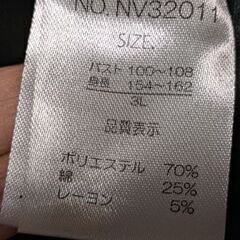 NO. NV32011
SIZE
バスト 100～108
身長 154～162
3L
品質表示
ポリエステル 70%
綿 25%
レーヨン 5%